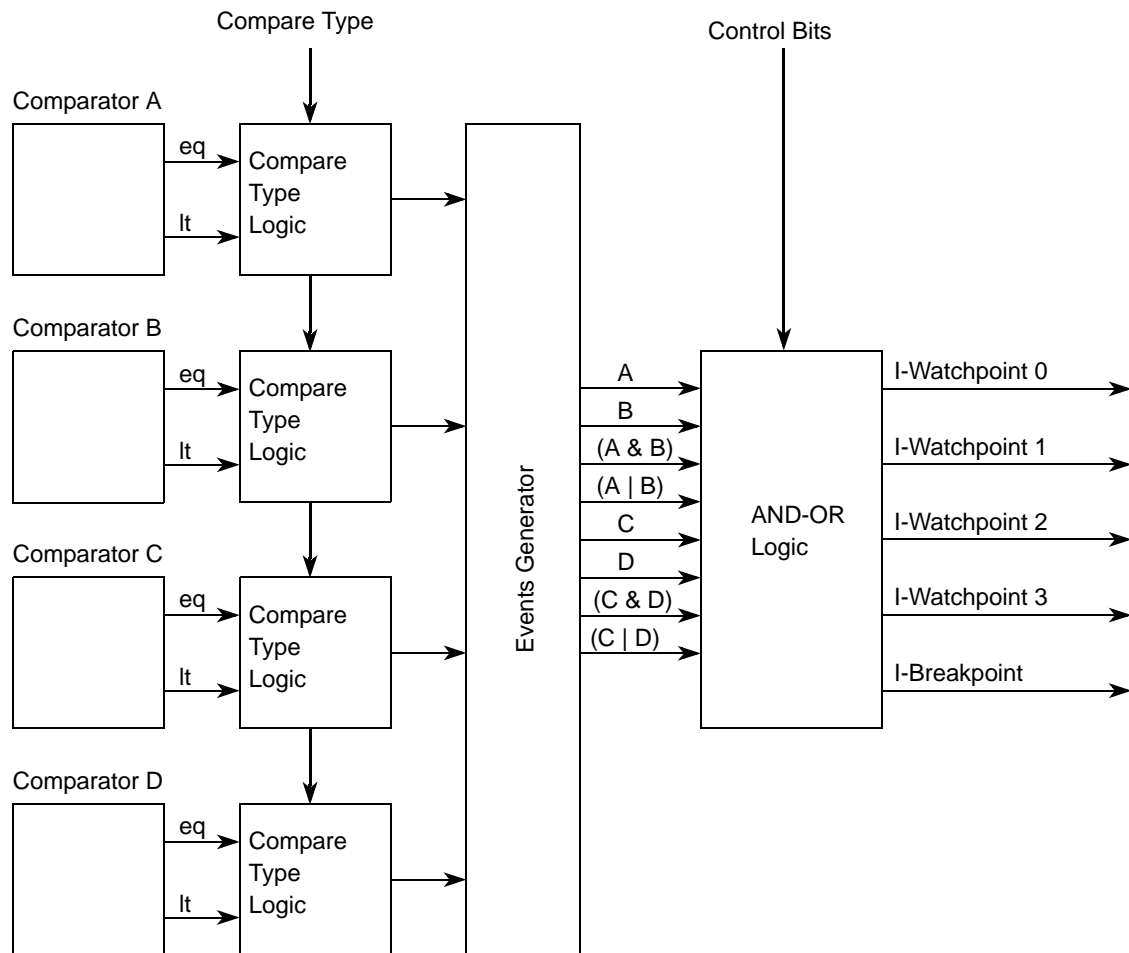 Compare Type
Control Bits
Comparator A
eq
lt
Compare
Type
Logic
Comparator B
eq
lt
Compare
Type
Logic
Comparator C
eq
lt
Compare
Type
Logic
Comparator D
eq
lt
Compare
Type
Logic
Events Generator
A
B
(A & B)
(A | B)
C
D
(C & D)
(C | D)
AND-OR
Logic
I-Watchpoint 0
I-Watchpoint 1
I-Watchpoint 2
I-Watchpoint 3
I-Breakpoint